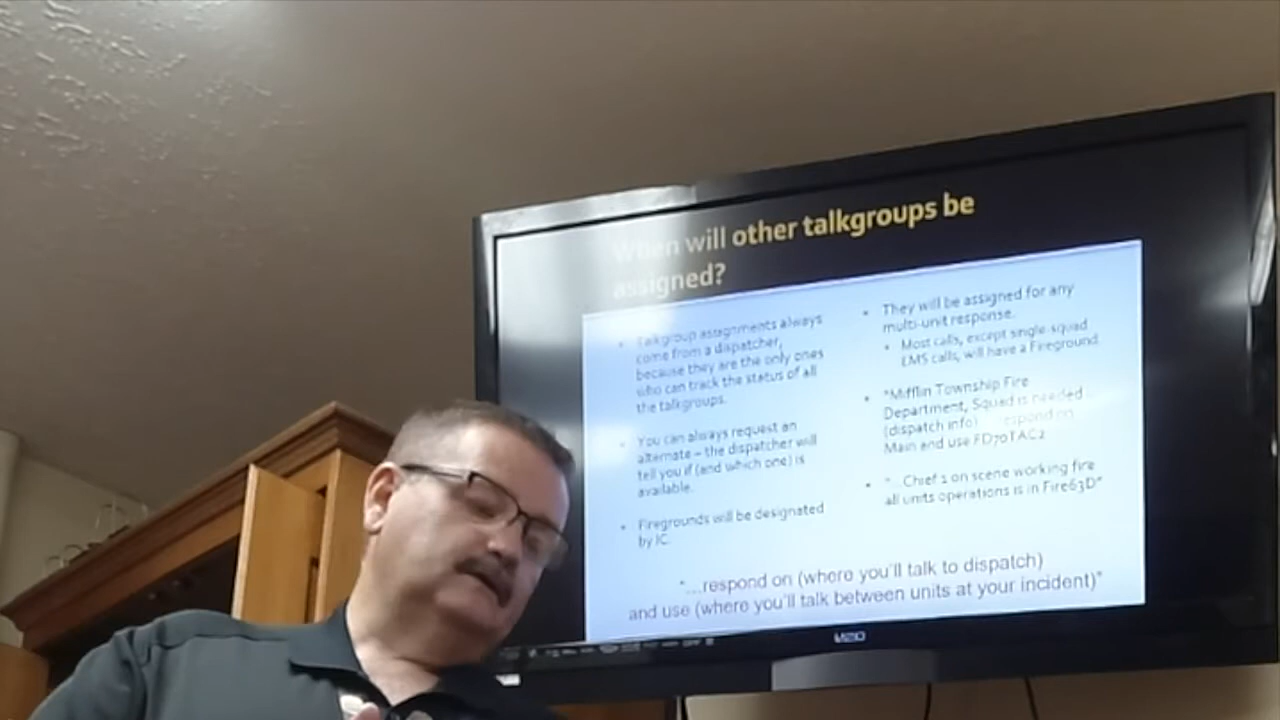 When will other talkgroups be
assigned?
Talkgroup assignments always
come from a dispatcher,
because they are the only ones
who can track the status of all
the talkgroups.
You can always request an
alternate – the dispatcher will
tell you if (and which one) is
available.
Firegrounds will be designated
by IC.
They will be assigned for any
multi-unit response.
Most calls, except single-squad
EMS calls, will have a Fireground.
"Mifflin Township Fire
Department, Squad is needed
(dispatch info) respond on
Main and use FD70TAC2
"...Chief 1 on scene working fire
all units operations is in Fire63D"
"...respond on (where you'll talk to dispatch)
and use (where you'll talk between units at your incident)"
VIZIO